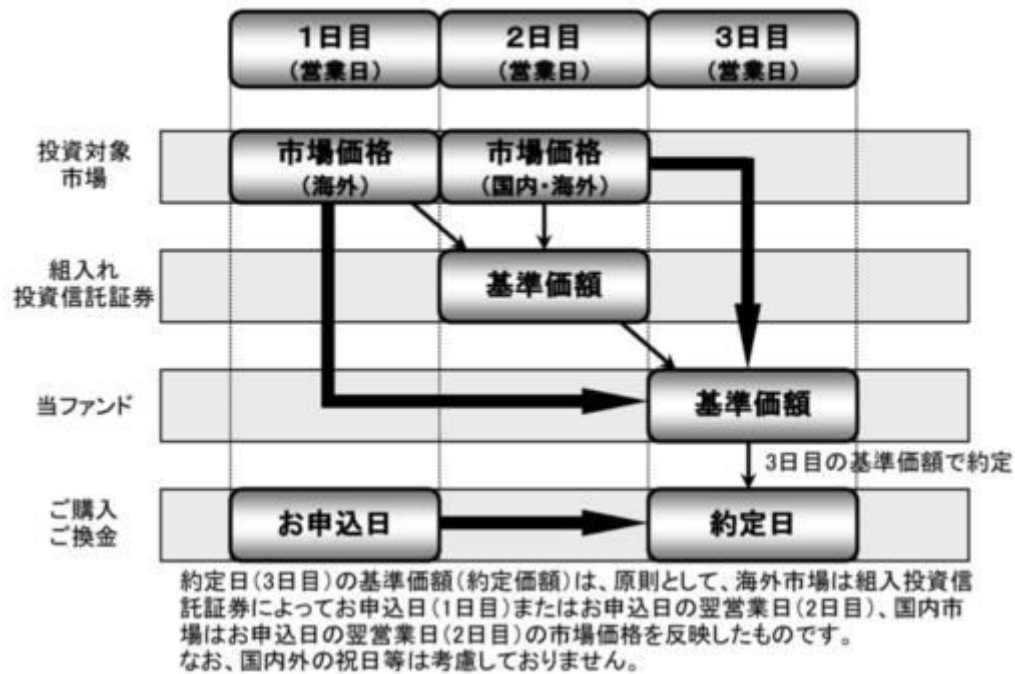 1日目
(営業日)
2日目
(営業日)
3日目
(営業日)
投資対象
市場
市場価格
(海外)
市場価格
(国内・海外)
組入れ
投資信託証券
基準価額
当ファンド
基準価額
3日目の基準価額で約定
ご購入
ご換金
お申込日
約定日
約定日(3日目)の基準価額(約定価額)は、原則として、海外市場は組入投資信
託証券によってお申込日(1日目)またはお申込日の翌営業日(2日目)、国内市
場はお申込日の翌営業日(2日目)の市場価格を反映したものです。
なお、国内外の祝日等は考慮しておりません。